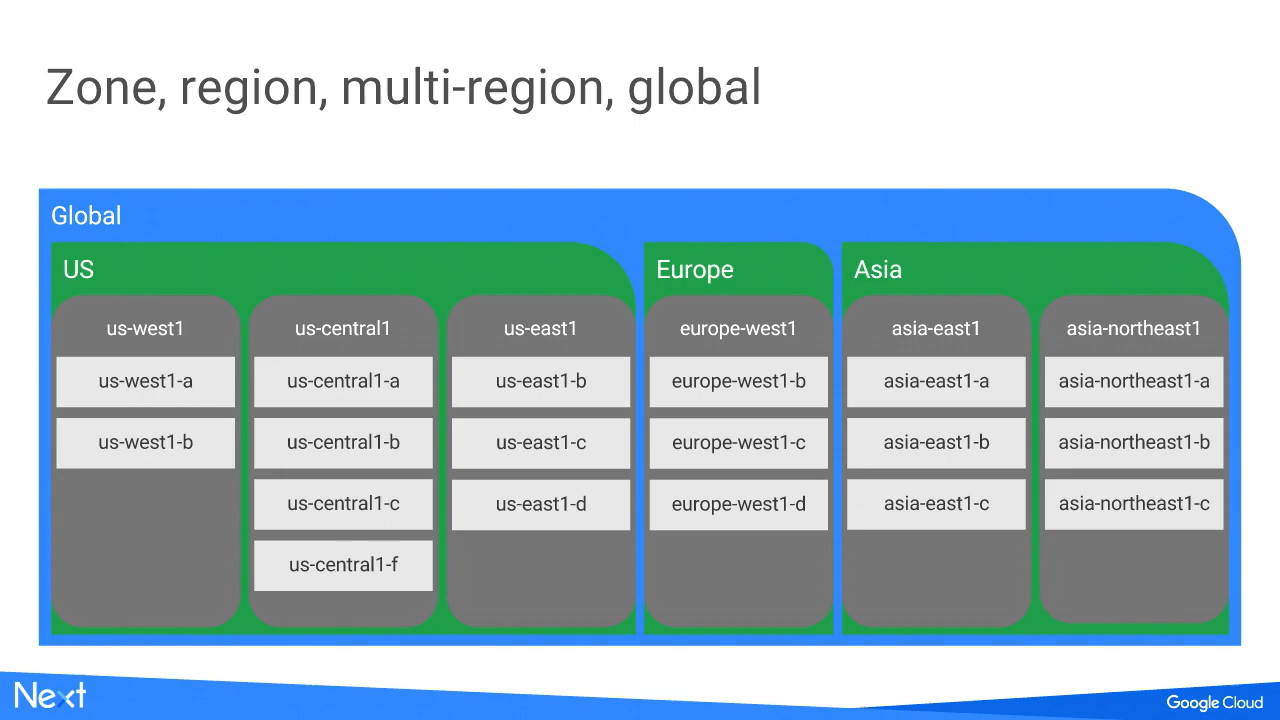 Zone, region, multi-region, global
Global
US
Europe
Asia
us-west1
us-central1
us-east1
europe-west1
asia-east1
asia-northeast1
us-west1-a
us-central1-a
us-east1-b
europe-west1-b
asia-east1-a
asia-northeast1-a
us-west1-b
us-central1-b
us-east1-c
europe-west1-c
asia-east1-b
asia-northeast1-b
us-central1-c
us-east1-d
europe-west1-d
asia-east1-c
asia-northeast1-c
us-central1-f
Next
Google Cloud